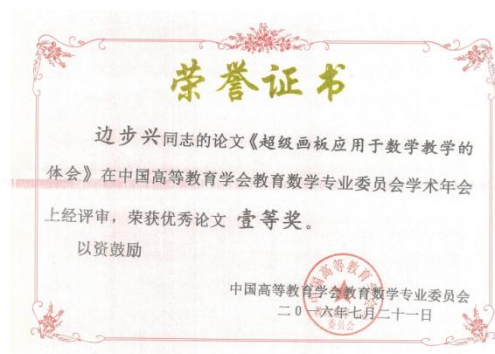 荣誉证书
边步兴同志的论文《超级画板应用于数学教学的
体会》在中国高等教育学会教育数学专业委员会学术年会
上经评审，荣获优秀论文 壹等奖。
以资鼓励
中国高等教育学会教育数学专业委员会
二0一六年七月二十一日